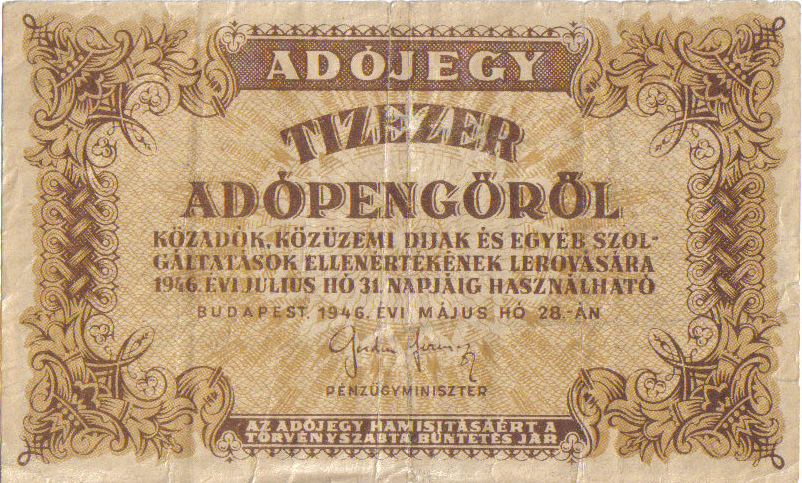 ADÓJEGY
TIZEZER
ADÓPENGŐRŐL
KÖZADÓK, KÖZÜZEMI DIJAK ÉS EGYÉB SZOL-
GÁLTATÁSOK ELLENÉRTÉKÉNEK LEROVÁSÁRA
1946. ÉVI JULIUS HÓ 31. NAPJÁIG HASZNÁLHATÓ
BUDAPEST, 1946. ÉVI MÁJUS HÓ 28.-ÁN
PÉNZÜGYMINISZTER
AZ ADÓJEGY HAMISITÁSÁÉRT A
TÖRVÉNYSZABTA BÜNTETÉS JÁR